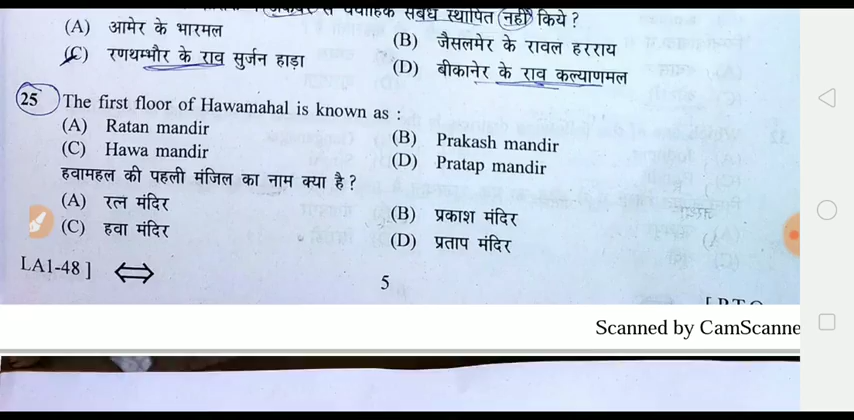 से वैवाहिक संबंध स्थापित नहीं किये ?
(A) आमेर के भारमल
(B) जैसलमेर के रावल हरराय
(C) रणथम्भौर के राव सुर्जन हाड़ा
(D) बीकानेर के राव कल्याणमल
25 The first floor of Hawamahal is known as :
(A) Ratan mandir
(B) Prakash mandir
(C) Hawa mandir
(D) Pratap mandir
हवामहल की पहली मंजिल का नाम क्या है ?
(A) रत्न मंदिर
(B) प्रकाश मंदिर
(C) हवा मंदिर
(D) प्रताप मंदिर
LA1-48 ]
5
Scanned by CamScanne